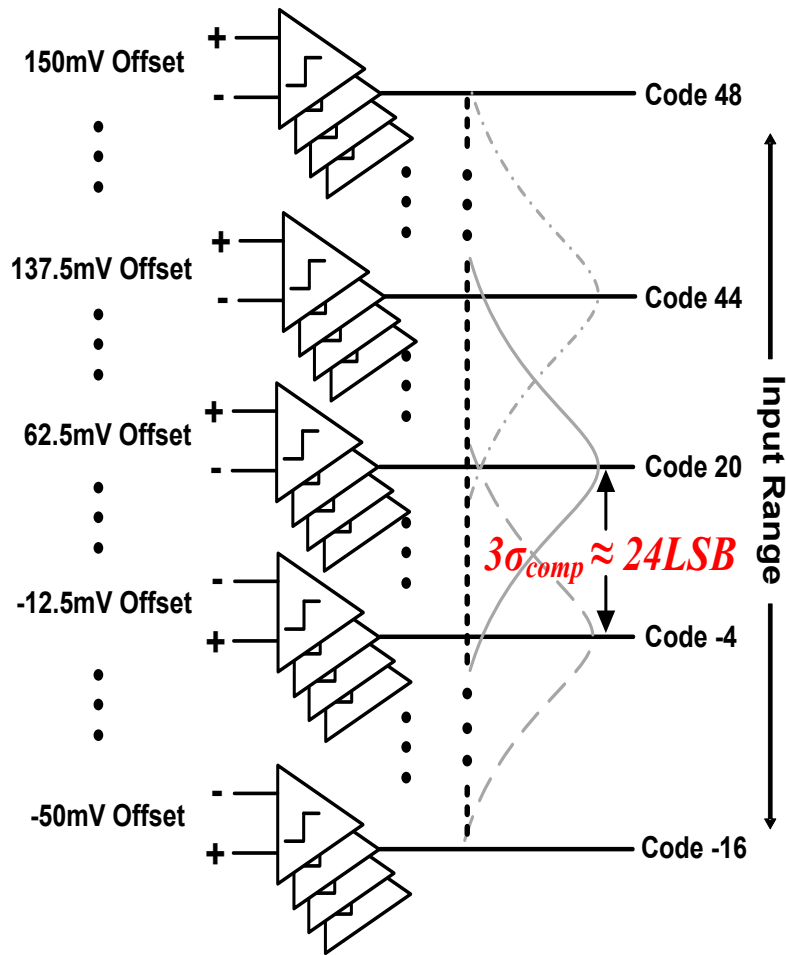 +
150mV Offset
-
Code 48
+
137.5mV Offset
-
Code 44
+
62.5mV Offset
-
Code 20
3σcomp ≈ 24LSB
-
-12.5mV Offset
+
Code -4
-
-50mV Offset
+
Code -16
Input Range